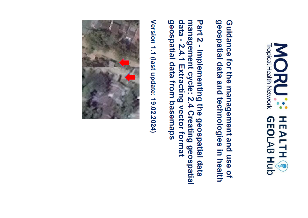 MORU
Tropical Health Network
HEALTH
GEOLAB HUB
Guidance for the management and use of
geospatial data and technologies in health
Part 2 - Implementing the geospatial data
management cycle: 2.4 Creating geospatial
data - 2.4.1 Extracting vector format
geospatial data from basemaps
Version 1.1 (last update: 19.02.2024)